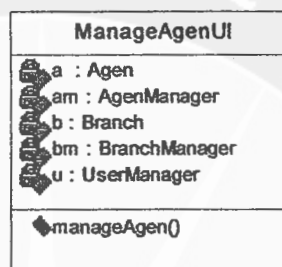 ManageAgenUI
a : Agen
am : AgenManager
b : Branch
bm : BranchManager
u : UserManager
manageAgen()